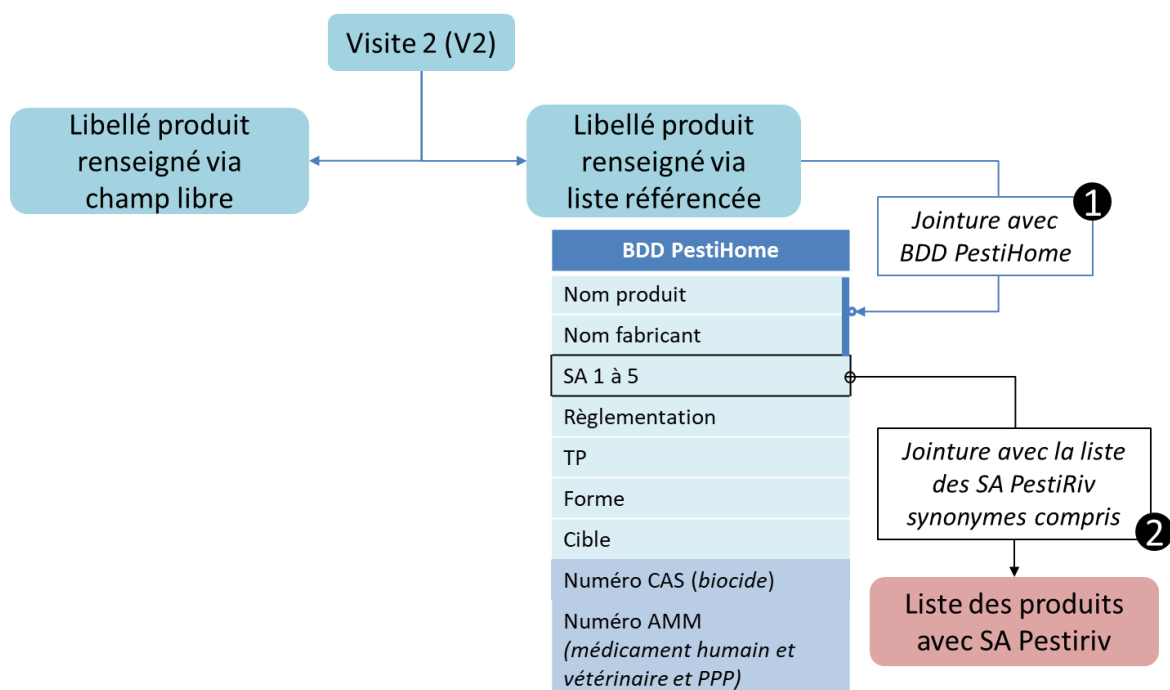 Visite 2 (V2)
Libellé produit
renseigné via
champ libre
Libellé produit
renseigné via
liste référencée
1
Jointure avec
BDD PestiHome
BDD PestiHome
Nom produit
Nom fabricant
SA 1 à 5
Règlementation
TP
Forme
Cible
Numéro CAS (biocide)
Numéro AMM
(médicament humain et
vétérinaire et PPP)
Jointure avec la liste
des SA PestiRiv
synonymes compris
2
Liste des produits
avec SA Pestiriv